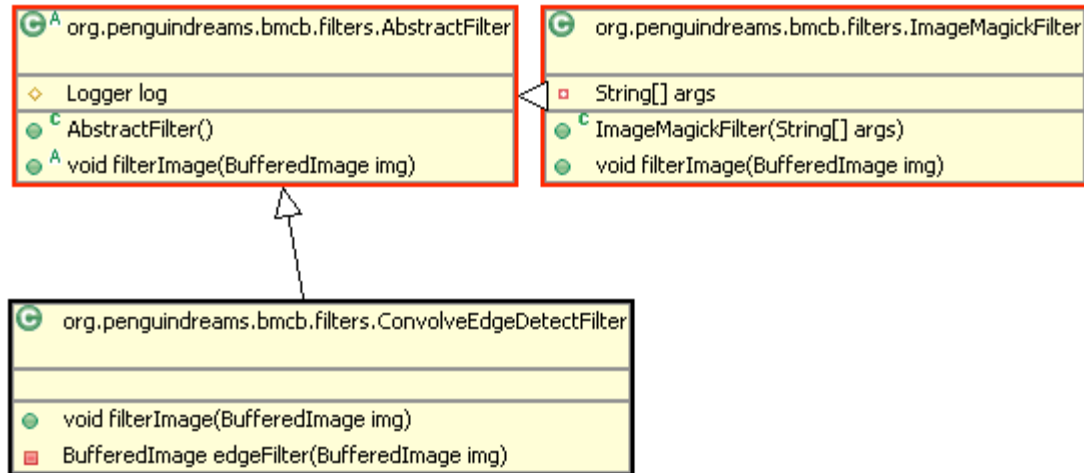 C A org.penguindreams.bmcb.filters.AbstractFilter
Logger log
C AbstractFilter()
A void filterImage(BufferedImage img)
C org.penguindreams.bmcb.filters.ImageMagickFilter
String[] args
C ImageMagickFilter(String[] args)
void filterImage(BufferedImage img)
C org.penguindreams.bmcb.filters.ConvolveEdgeDetectFilter
void filterImage(BufferedImage img)
BufferedImage edgeFilter(BufferedImage img)